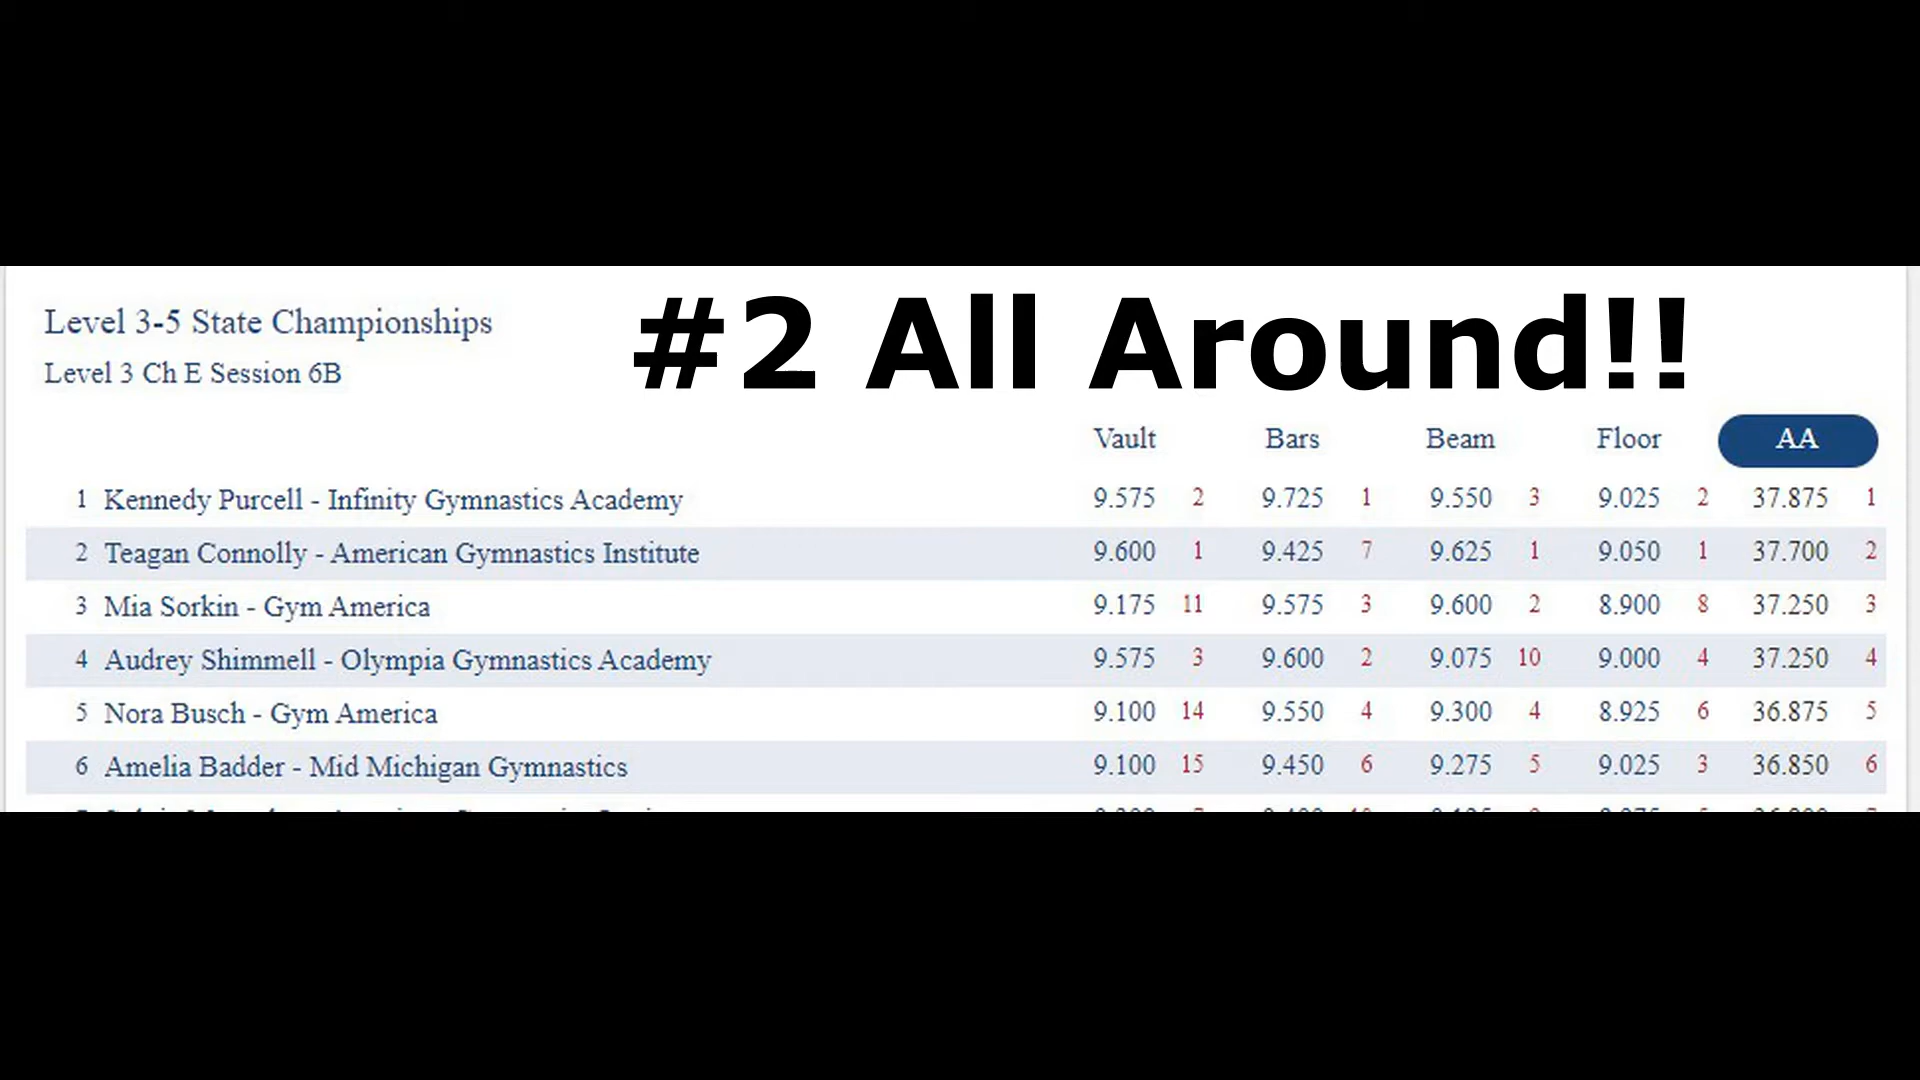 Level 3-5 State Championships
#2 All Around!!
Level 3 Ch E Session 6B
Vault Bars Beam Floor AA
1 Kennedy Purcell - Infinity Gymnastics Academy 9.575 2 9.725 1 9.550 3 9.025 2 37.875 1
2 Teagan Connolly - American Gymnastics Institute 9.600 1 9.425 7 9.625 1 9.050 1 37.700 2
3 Mia Sorkin - Gym America 9.175 11 9.575 3 9.600 2 8.900 8 37.250 3
4 Audrey Shimmell - Olympia Gymnastics Academy 9.575 3 9.600 2 9.075 10 9.000 4 37.250 4
5 Nora Busch - Gym America 9.100 14 9.550 4 9.300 4 8.925 6 36.875 5
6 Amelia Badder - Mid Michigan Gymnastics 9.100 15 9.450 6 9.275 5 9.025 3 36.850 6